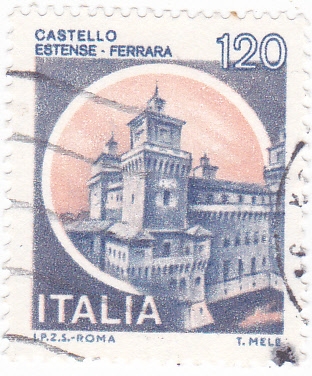 CASTELLO
ESTENSE - FERRARA
120
ITALIA
I.P.Z.S.-ROMA
T. MELE